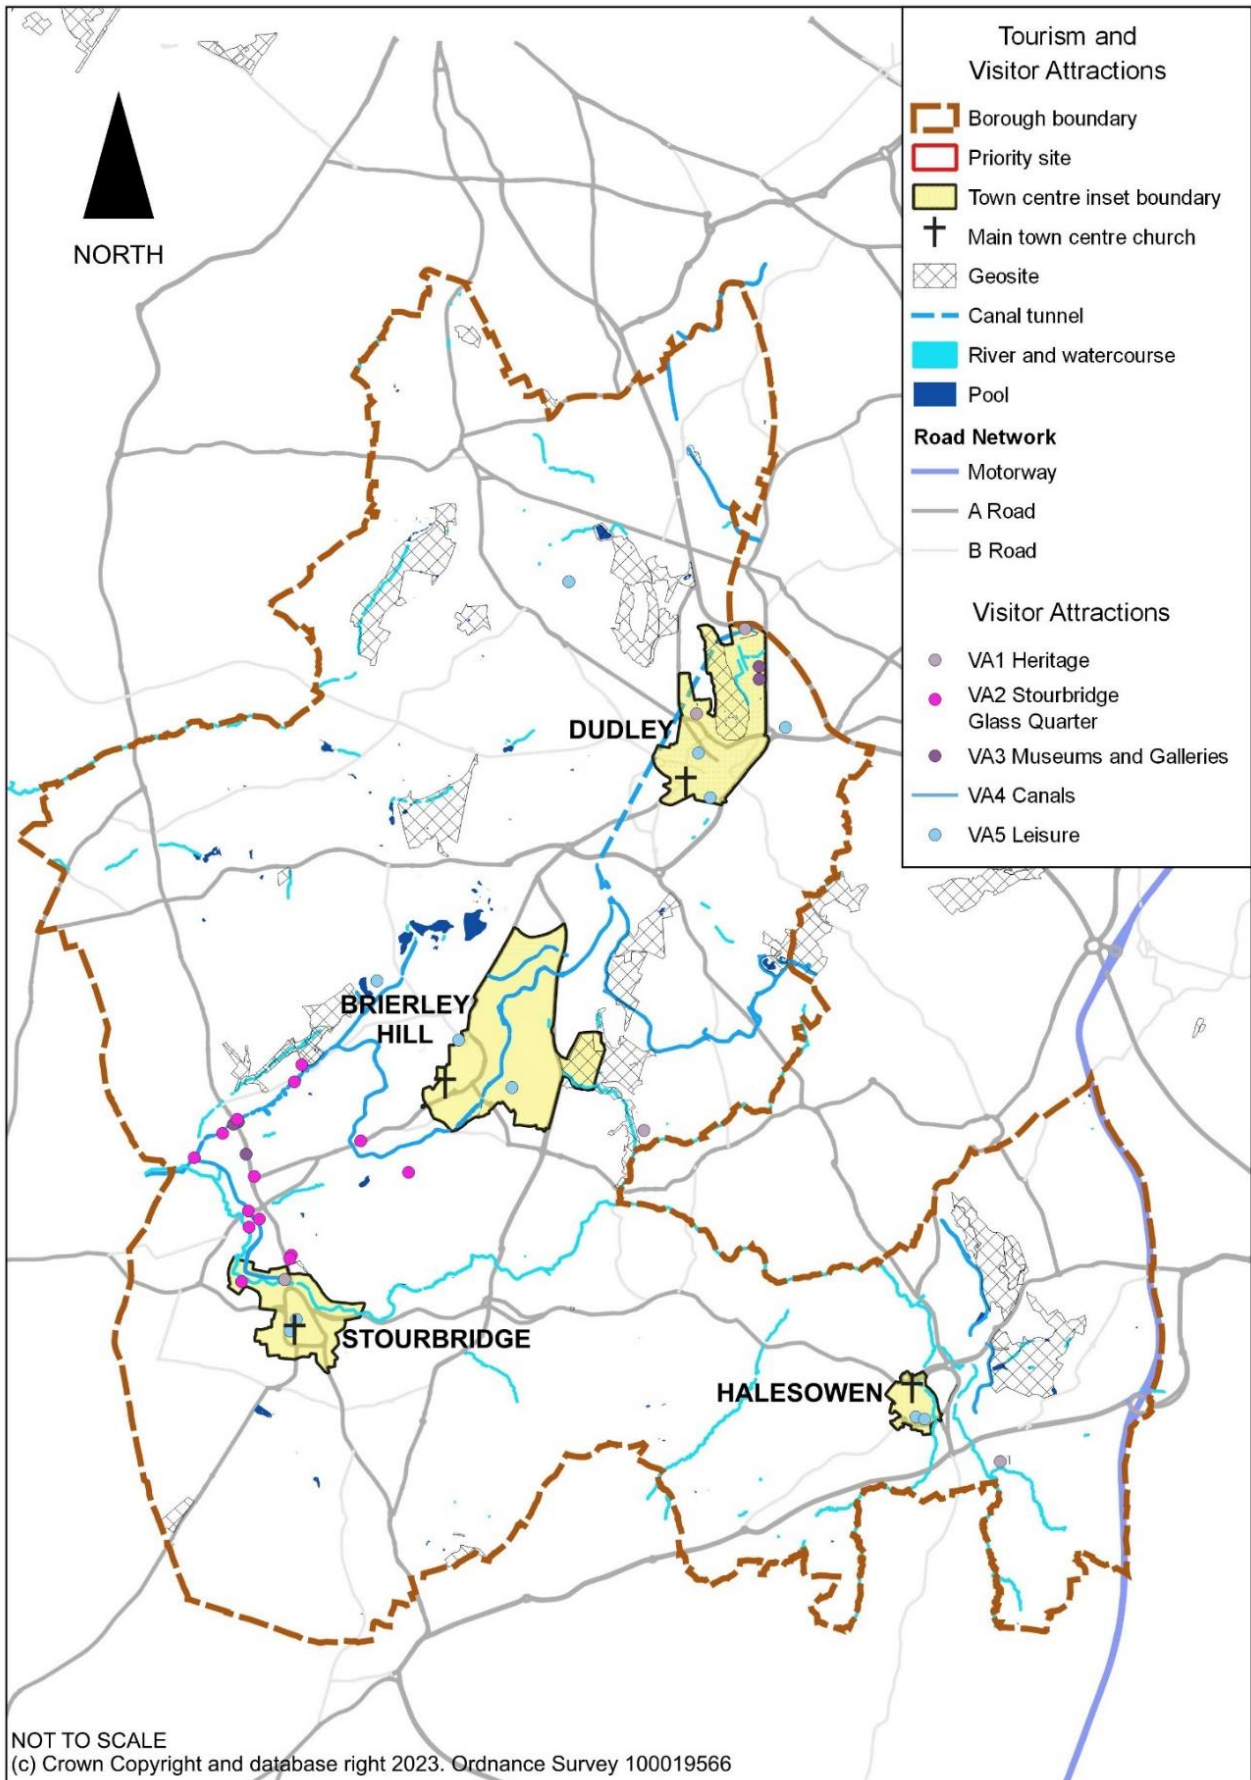 Tourism and
Visitor Attractions
Borough boundary
Priority site
Town centre inset boundary
Main town centre church
Geosite
Canal tunnel
River and watercourse
Pool
Road Network
Motorway
A Road
B Road
Visitor Attractions
VA1 Heritage
VA2 Stourbridge
Glass Quarter
VA3 Museums and Galleries
VA4 Canals
VA5 Leisure
NORTH
DUDLEY
BRIERLEY
HILL
STOURBRIDGE
HALESOWEN
NOT TO SCALE
(c) Crown Copyright and database right 2023. Ordnance Survey 100019566